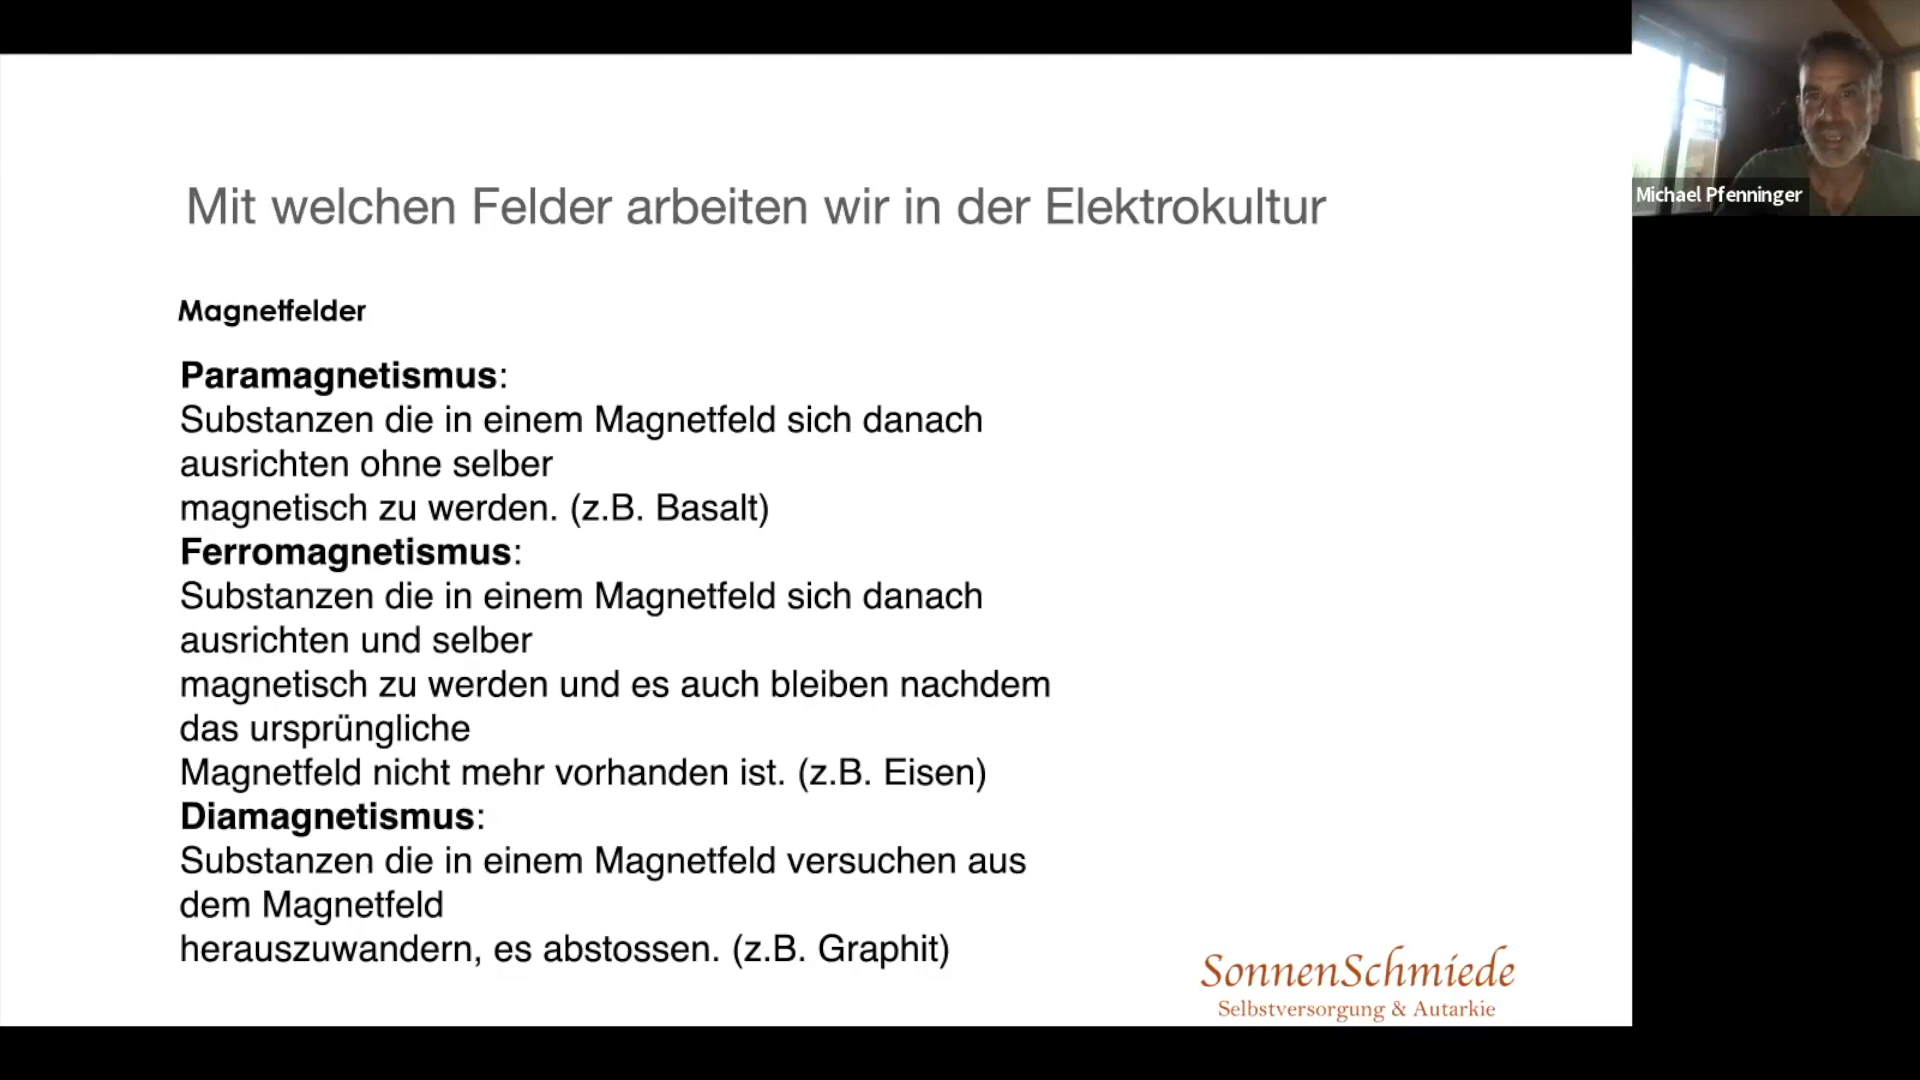 Mit welchen Felder arbeiten wir in der Elektrokultur
Magnetfelder
Paramagnetismus:
Substanzen die in einem Magnetfeld sich danach
ausrichten ohne selber
magnetisch zu werden. (z.B. Basalt)
Ferromagnetismus:
Substanzen die in einem Magnetfeld sich danach
ausrichten und selber
magnetisch zu werden und es auch bleiben nachdem
das ursprüngliche
Magnetfeld nicht mehr vorhanden ist. (z.B. Eisen)
Diamagnetismus:
Substanzen die in einem Magnetfeld versuchen aus
dem Magnetfeld
herauszuwandern, es abstossen. (z.B. Graphit)
SonnenSchmiede
Selbstversorgung & Autarkie
Michael Pfenninger